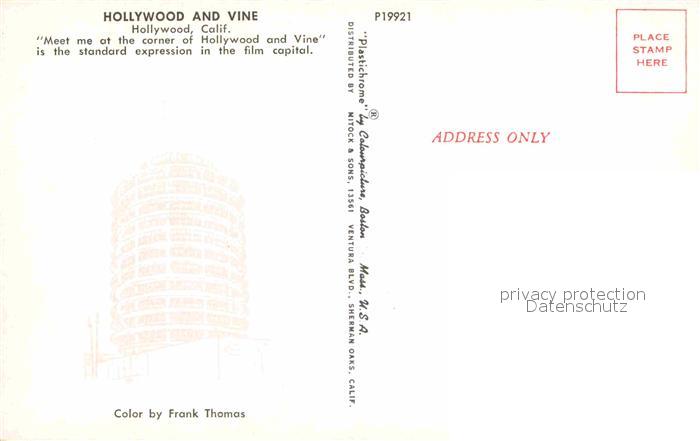 HOLLYWOOD AND VINE
Hollywood, Calif.
"Meet me at the corner of Hollywood and Vine"
is the standard expression in the film capital.
Color by Frank Thomas
P19921
"Plastichrome"® by Colourpicture, Boston Mass., U.S.A.
DISTRIBUTED BY MITOCK & SONS, 13561 VENTURA BLVD., SHERMAN OAKS, CALIF.
PLACE
STAMP
HERE
ADDRESS ONLY
privacy protection
Datenschutz